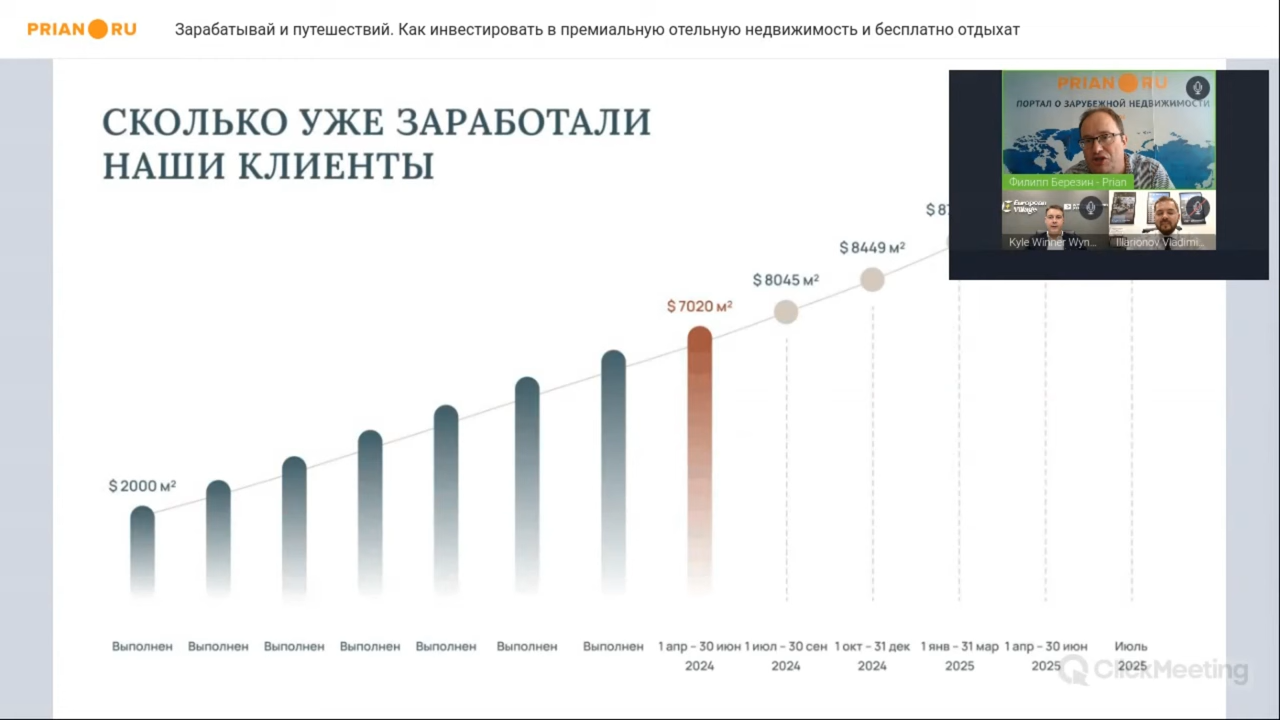 PRIAN RU
Зарабатывай и путешествий. Как инвестировать в премиальную отельную недвижимость и бесплатно отдыхат
СКОЛЬКО УЖЕ ЗАРАБОТАЛИ
НАШИ КЛИЕНТЫ
PRIAN RU
ПОРТАЛ О ЗАРУБЕЖНОЙ НЕДВИЖИМОСТИ
Филипп Березин - Prian
European
Village
Kyle Winner Wyn...
Illarionov Vladimi...
$ 2000 м²
$ 7020 м²
$ 8045 м²
$ 8449 м²
$ 87
Выполнен Выполнен Выполнен Выполнен Выполнен Выполнен Выполнен 1 апр – 30 июн 1 июл – 30 сен 1 окт – 31 дек 1 янв – 31 мар 1 апр – 30 июн Июль
2024 2024 2024 2025 2025 2025
ClickMeeting